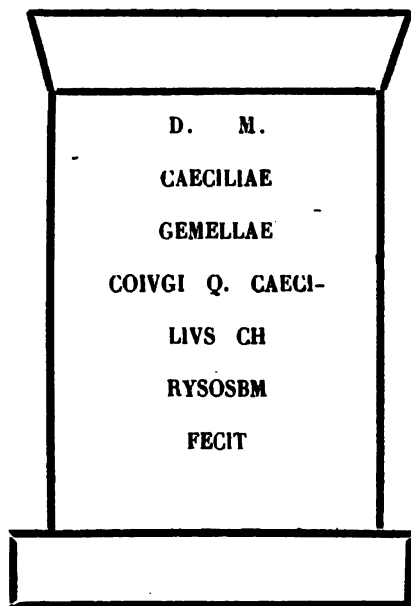 D. M.
CAECILIAE
GEMELLAE
COIVGI Q. CAECI-
LIVS CH
RYSOSBM
FECIT